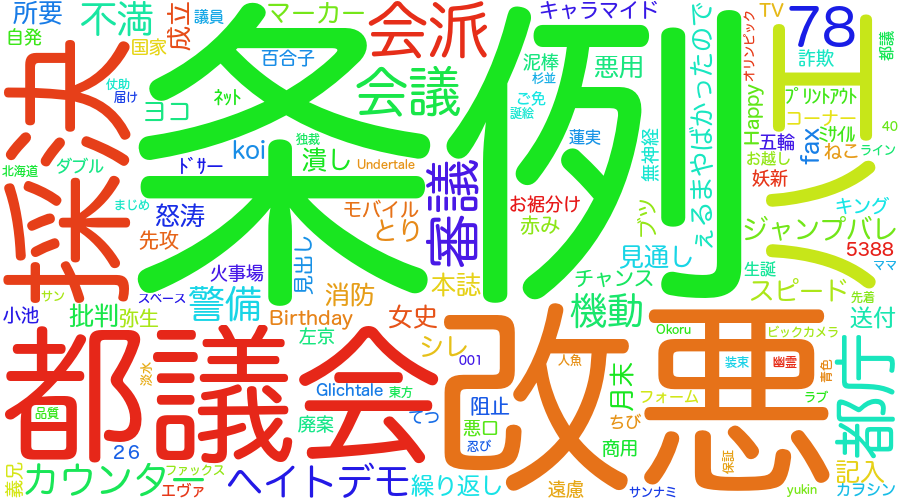 所要
不満
成立
議員
マーカー
会派
キャラマイド
TV
78
都議
自発
国家
百合子
会議
泥棒
悪用
オリンピック
詐欺
エ
採決
仗助
届け
ネット
条例
杉並
ご免
誕絵
えるまやばかったので
Happy
プリントアウト
コーナー
ミサイル
40
ヨコ
koi
潰し
独裁
蓮実
無神経
五輪
fax
ねこ
ライン
北海道
ダブル
ドサー
Undertale
審議
お越し
妖新
シ
まじめ
怒涛
モバイル
お裾分け
赤み
ブツ
ジャンプバレ
キング
先攻
とり
見通し
5388
サン
スペース
火事場
見出し
本誌
チャンス
生誕
ママ
小池
批判
弥生
警備
消防
機動
スピード
先着
送付
Birthday
女史
左京
都議会
改悪
Okoru
ビックカメラ
シレ
001
人魚
装束
幽霊
青色
都庁
淡水
Glichtale
東方
月末
フォーム
ラブ
品質
廃案
てつ
阻止
悪口
忍び
ちび
商用
26
義兄
カウンター
ファックス
エヴァ
ヘイトデモ
繰り返し
遠慮
サンナミ
保証
記入
yukin
カヲシン